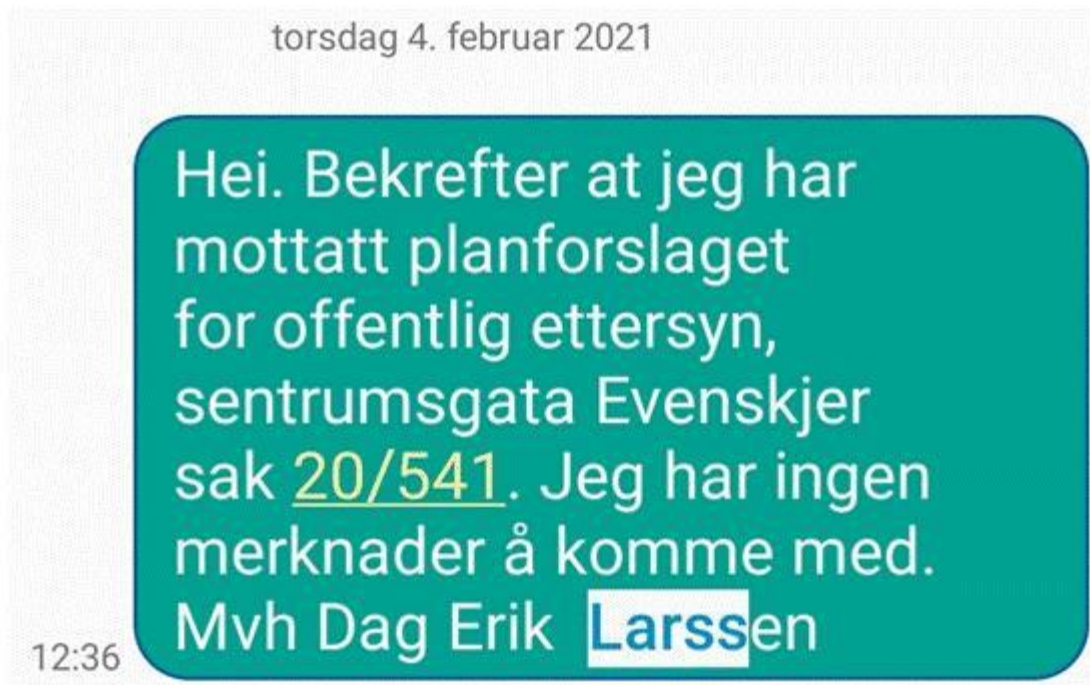 torsdag 4. februar 2021
Hei. Bekrefter at jeg har
mottatt planforslaget
for offentlig ettersyn,
sentrumsgata Evenskjer
sak 20/541. Jeg har ingen
merknader å komme med.
Mvh Dag Erik  Larssen
12:36